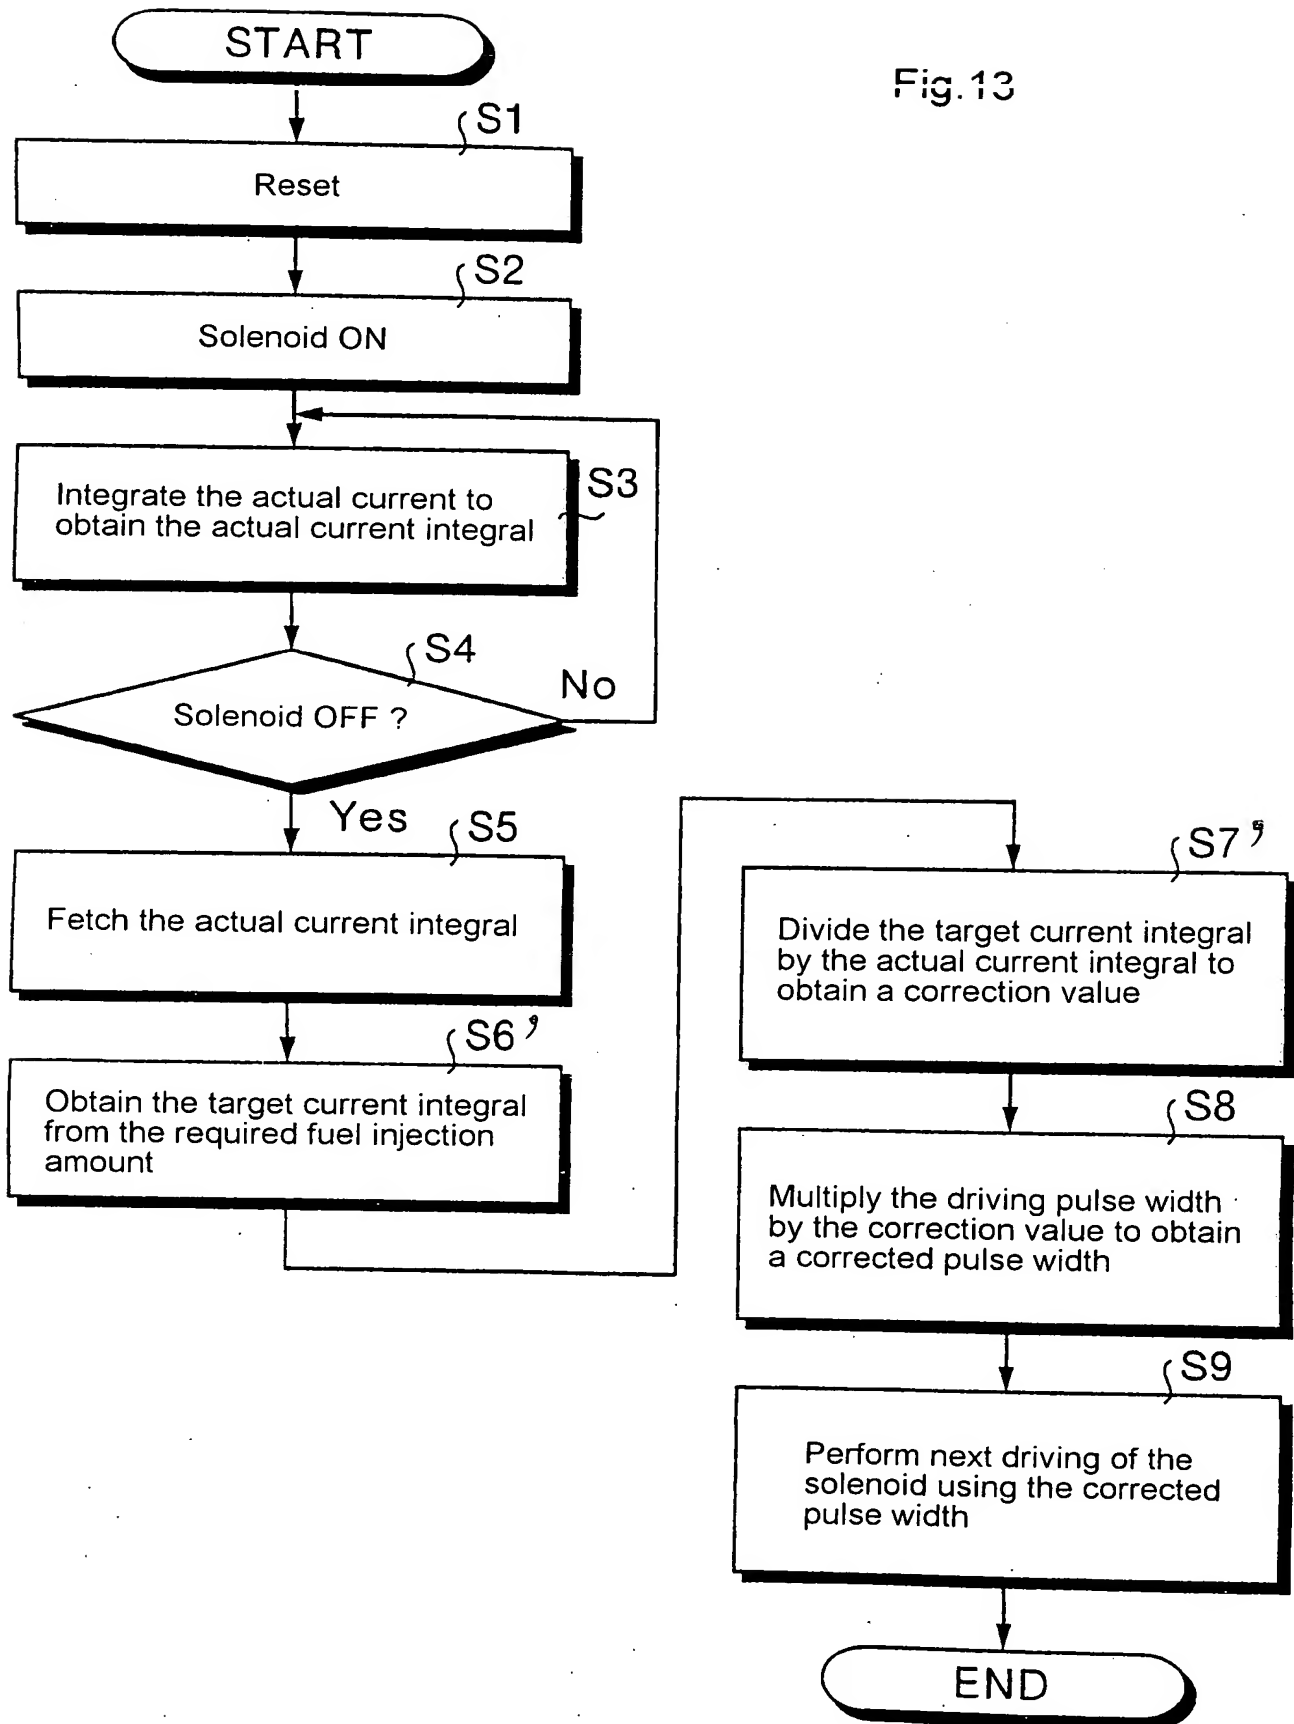 START
Fig.13
S1
Reset
S2
Solenoid ON
S3
Integrate the actual current to
obtain the actual current integral
S4
Solenoid OFF ?
No
Yes
S5
Fetch the actual current integral
S6'
Obtain the target current integral
from the required fuel injection
amount
S7'
Divide the target current integral
by the actual current integral to
obtain a correction value
S8
Multiply the driving pulse width
by the correction value to obtain
a corrected pulse width
S9
Perform next driving of the
solenoid using the corrected
pulse width
END